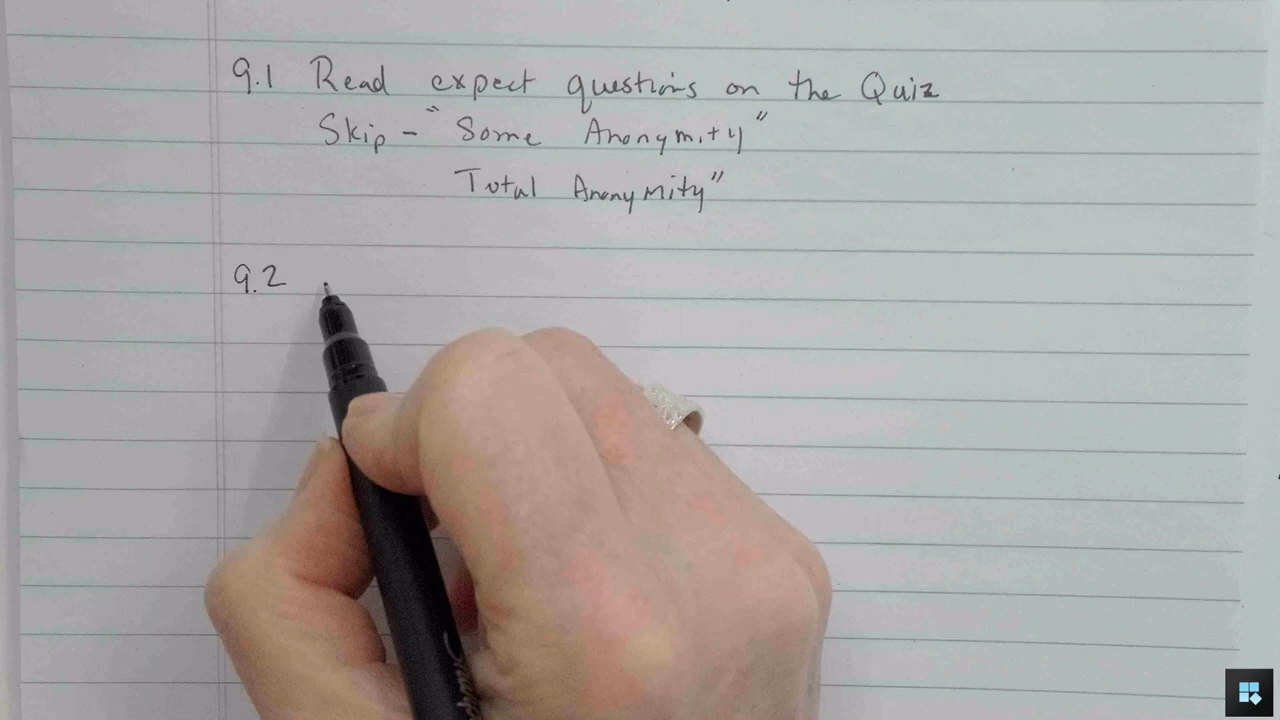 9.1 Read expect questions on the Quiz
Skip - "Some Anonymity"
Total Anonymity"
9.2